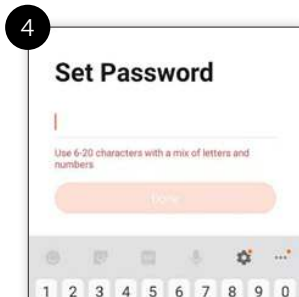 4
Set Password
Use 6-20 characters with a mix of letters and
numbers
Done
1 2 3 4 5 6 7 8 9 0